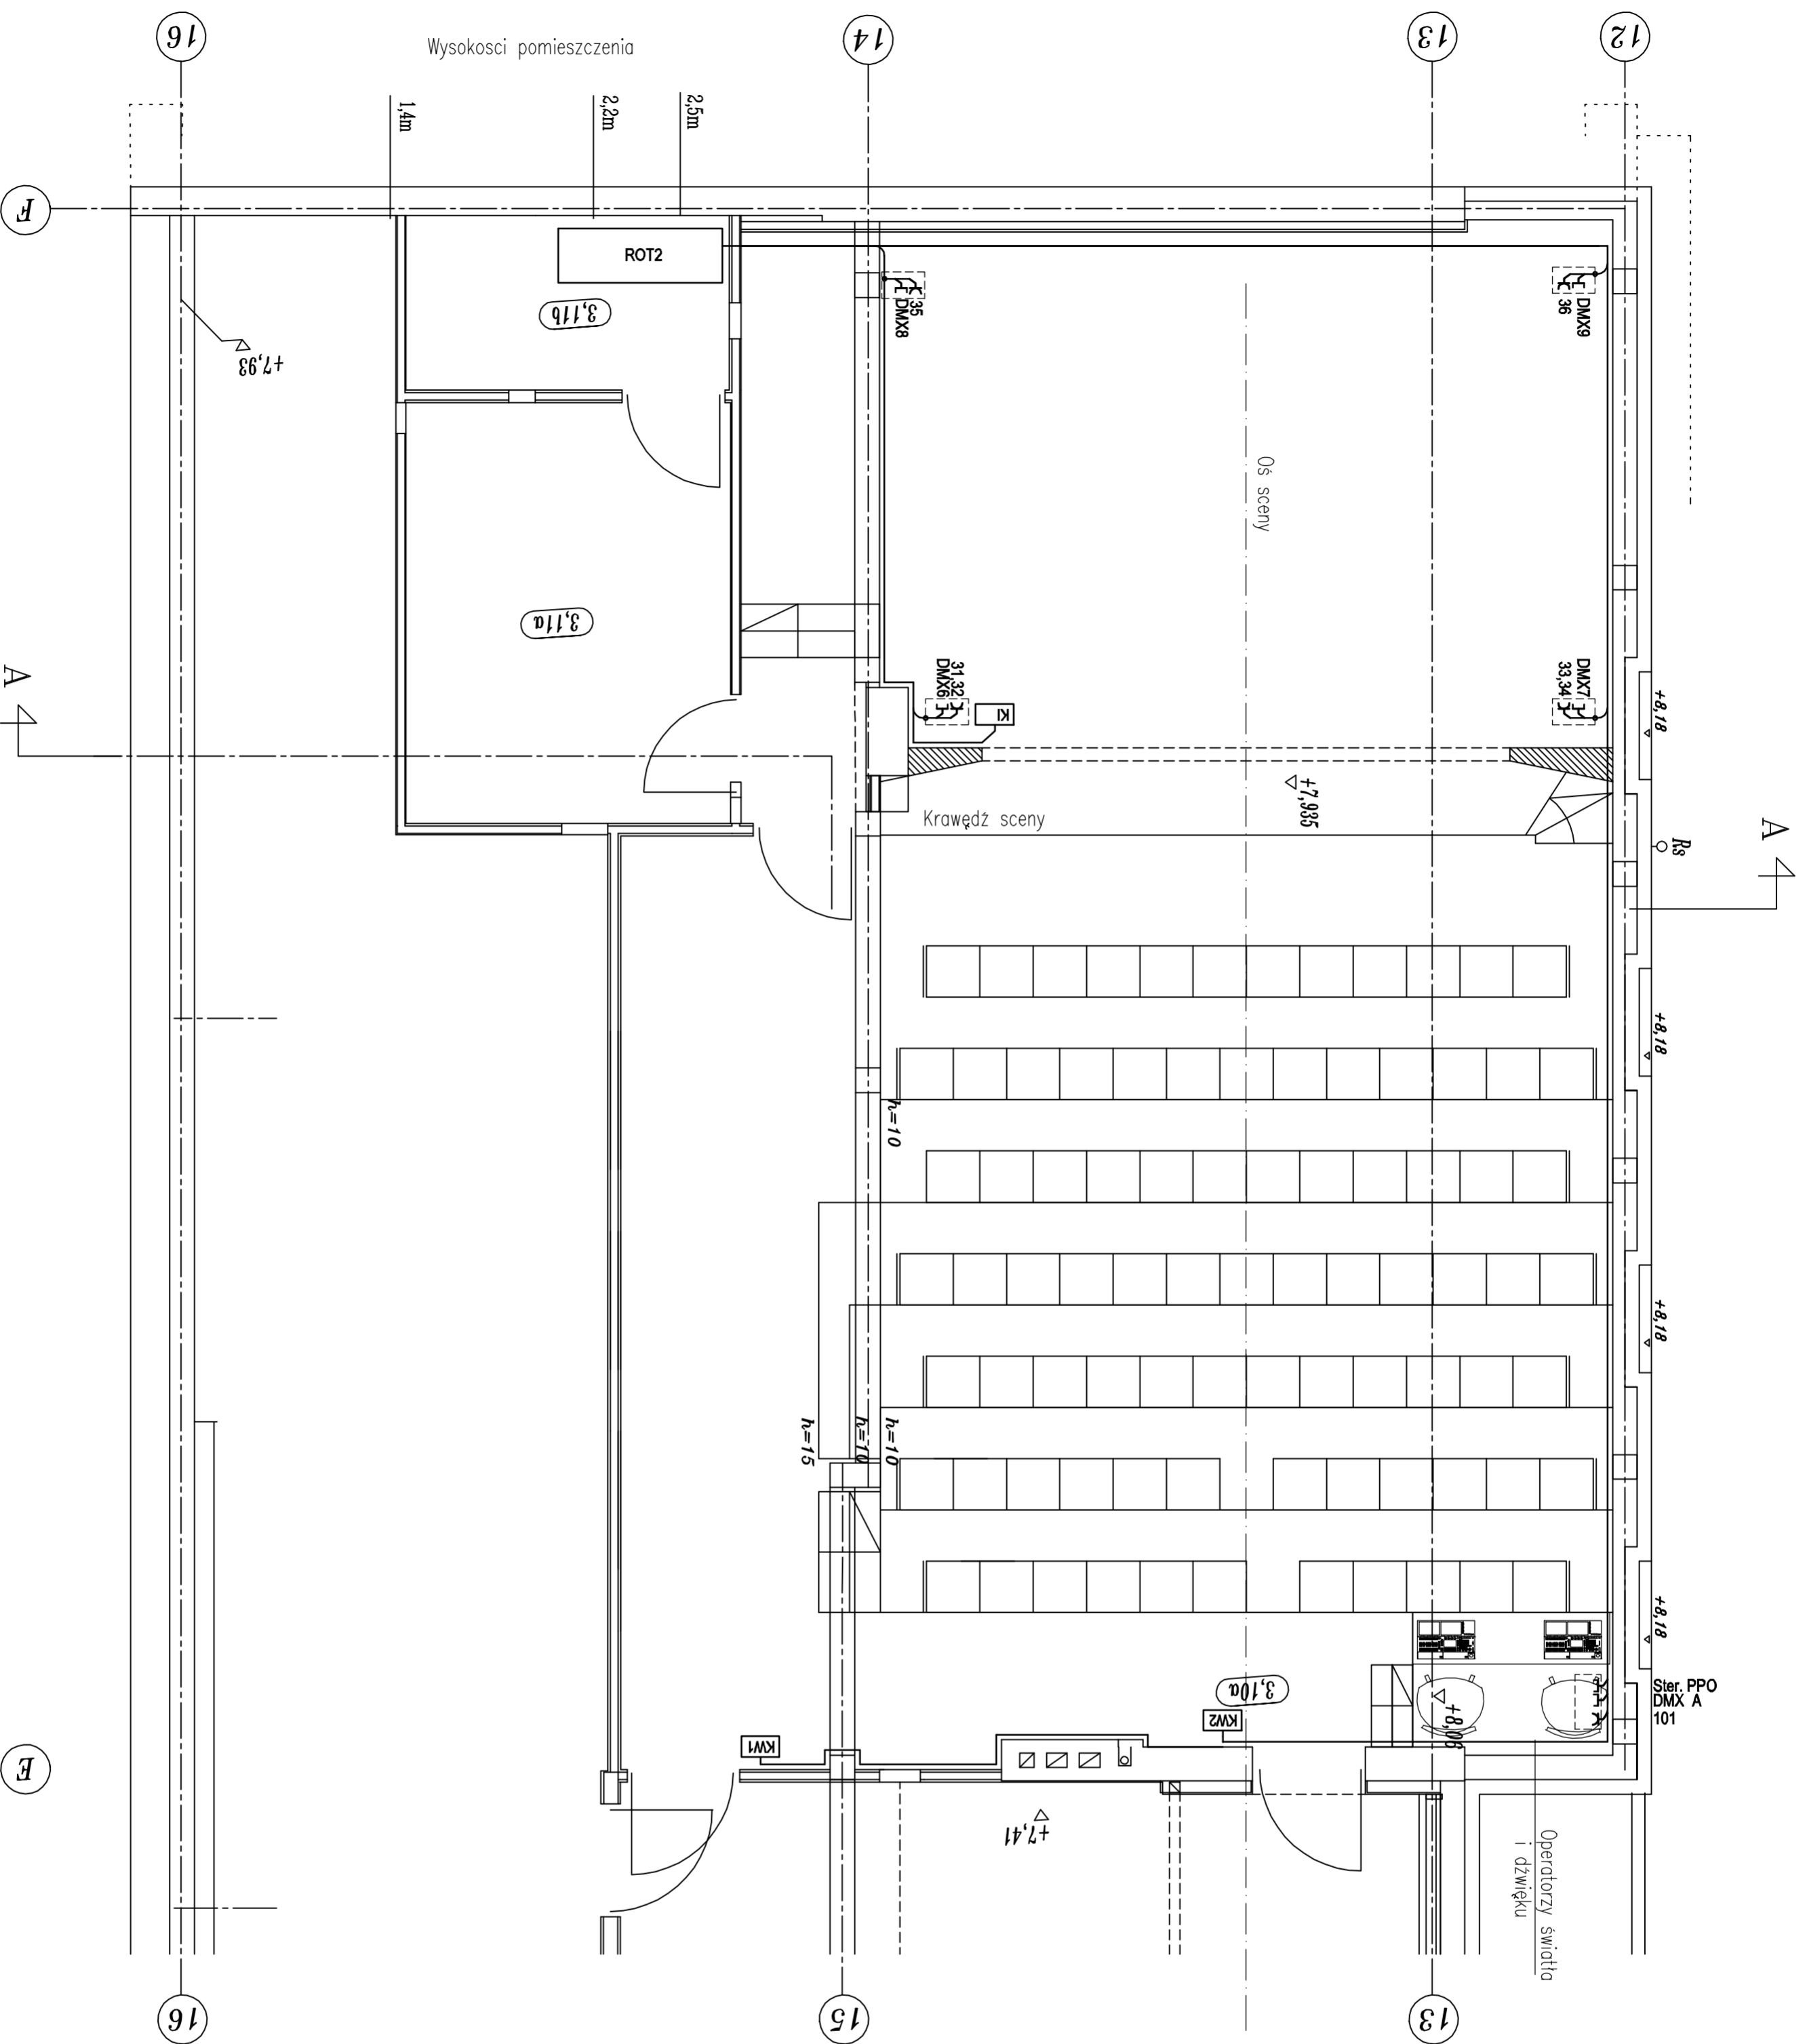 16
14
13
12
Wysokosci pomieszczenia
1,4m
2,2m
2,5m
F
ROT2
3,11b
+7,93
35
DMX8
DMX9
36
Oś sceny
3,11a
31,32
DMX6
KI
DMX7
33,34
+8,18
A
A
+7,935
Krawędź sceny
Rs
+8,18
h=10
+8,18
h=15
h=10
h=10
+8,18
3,10a
KW2
KW1
+8,06
Ster. PPO
DMX A
101
E
+7,41
Operatorzy światła
i dźwięku
16
15
13